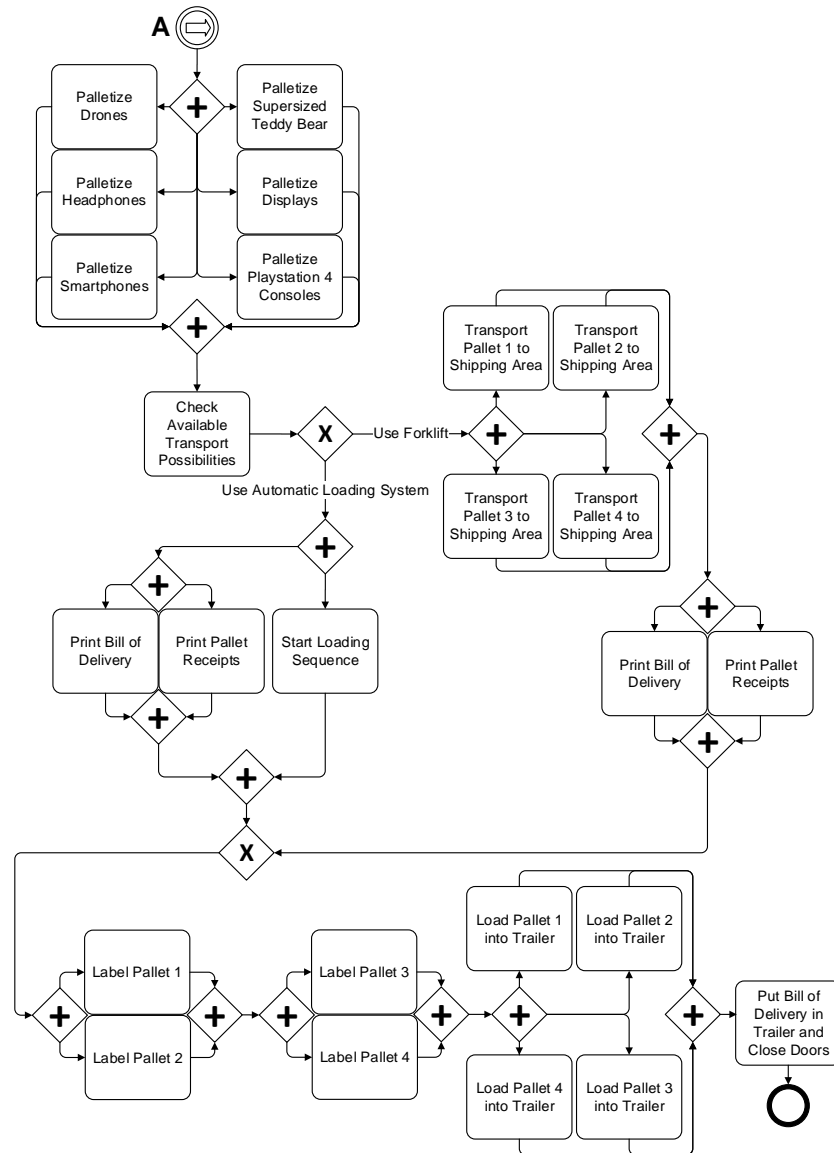 A
Palletize
Drones
Palletize
Supersized
Teddy Bear
Palletize
Headphones
Palletize
Displays
Palletize
Smartphones
Palletize
Playstation 4
Consoles
Check
Available
Transport
Possibilities
X
Use Forklift
Transport
Pallet 1 to
Shipping Area
Transport
Pallet 2 to
Shipping Area
Transport
Pallet 3 to
Shipping Area
Transport
Pallet 4 to
Shipping Area
Use Automatic Loading System
Print Bill of
Delivery
Print Pallet
Receipts
Start Loading
Sequence
Print Bill of
Delivery
Print Pallet
Receipts
X
Label Pallet 1
Label Pallet 2
Label Pallet 3
Label Pallet 4
Load Pallet 1
into Trailer
Load Pallet 2
into Trailer
Load Pallet 4
into Trailer
Load Pallet 3
into Trailer
Put Bill of
Delivery in
Trailer and
Close Doors